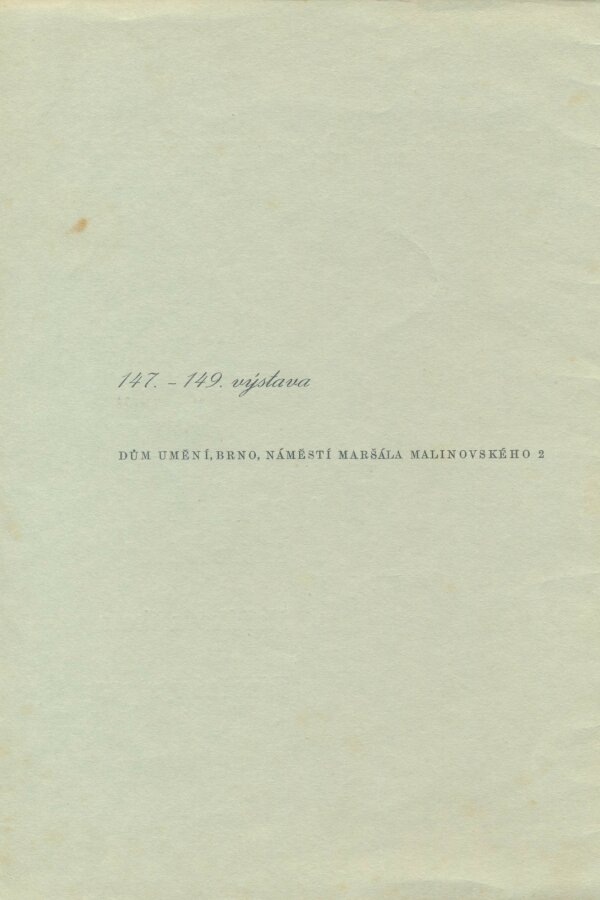 147. – 149. výstava
DŮM UMĚNÍ, BRNO, NÁMĚSTÍ MARŠÁLA MALINOVSKÉHO 2